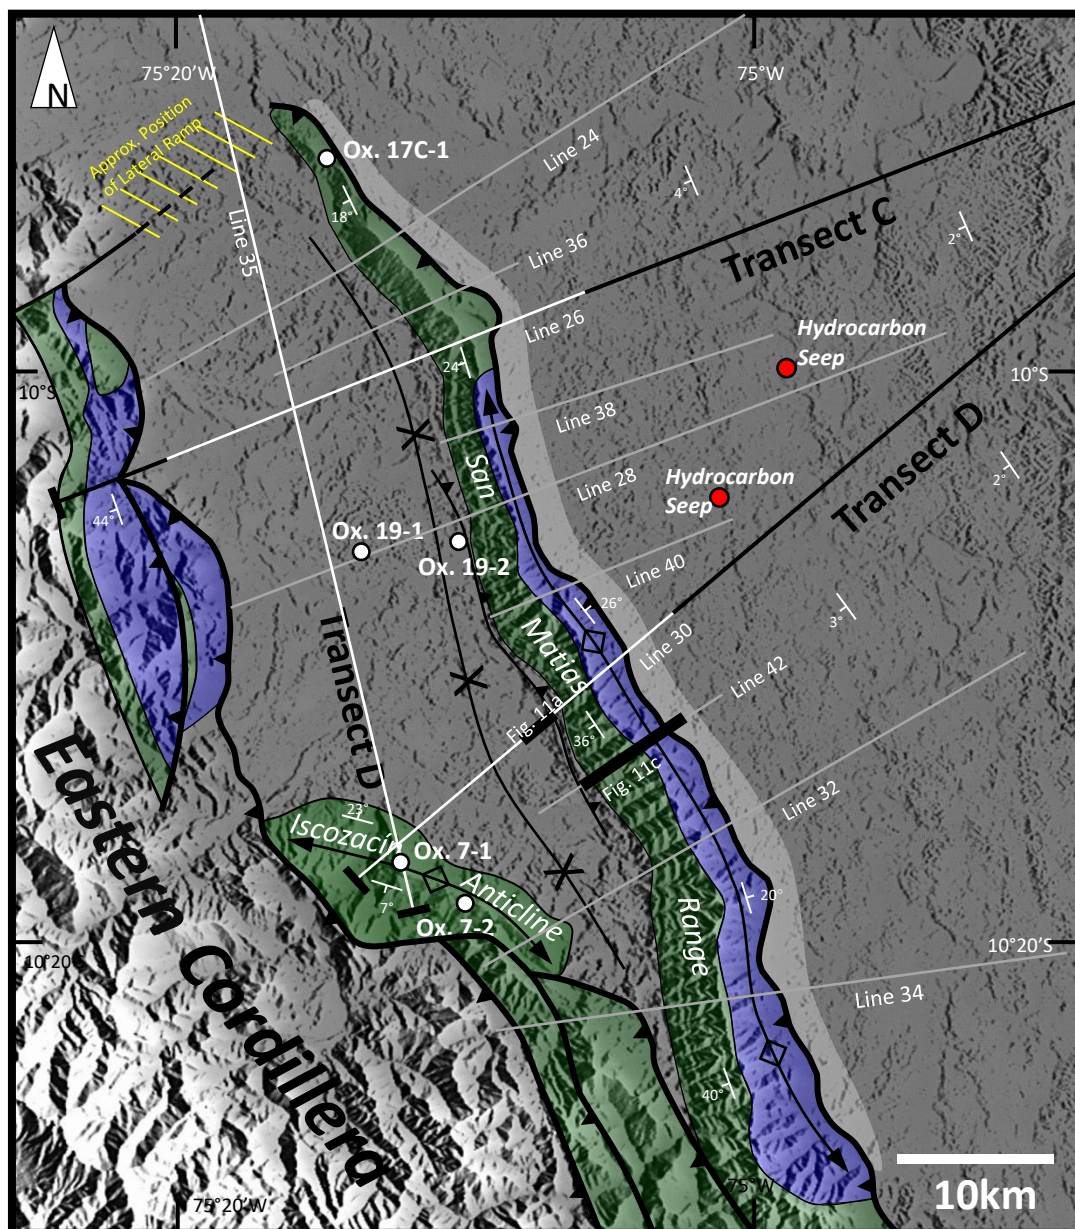 75°20'W
75°W
N
Approx. Position
of Lateral Ramp
Ox. 17C-1
Line 24
4°
18°
Line 35
Transect C
2°
Line 36
Line 26
Hydrocarbon
Seep
24°
10°S
10°S
Line 38
Transect D
San
Line 28
Hydrocarbon
Seep
2°
44°
Ox. 19-1
Ox. 19-2
Line 40
26°
3°
Transect D
Matias
Line 30
Line 42
Fig. 11a
36°
Fig. 11c
Line 32
Eastern Cordillera
23°
Iscozacín
Anticline
Ox. 7-1
7°
Ox. 7-2
20°
Range
10°20'S
10°20'S
Line 34
40°
75°W
75°20'W
10km